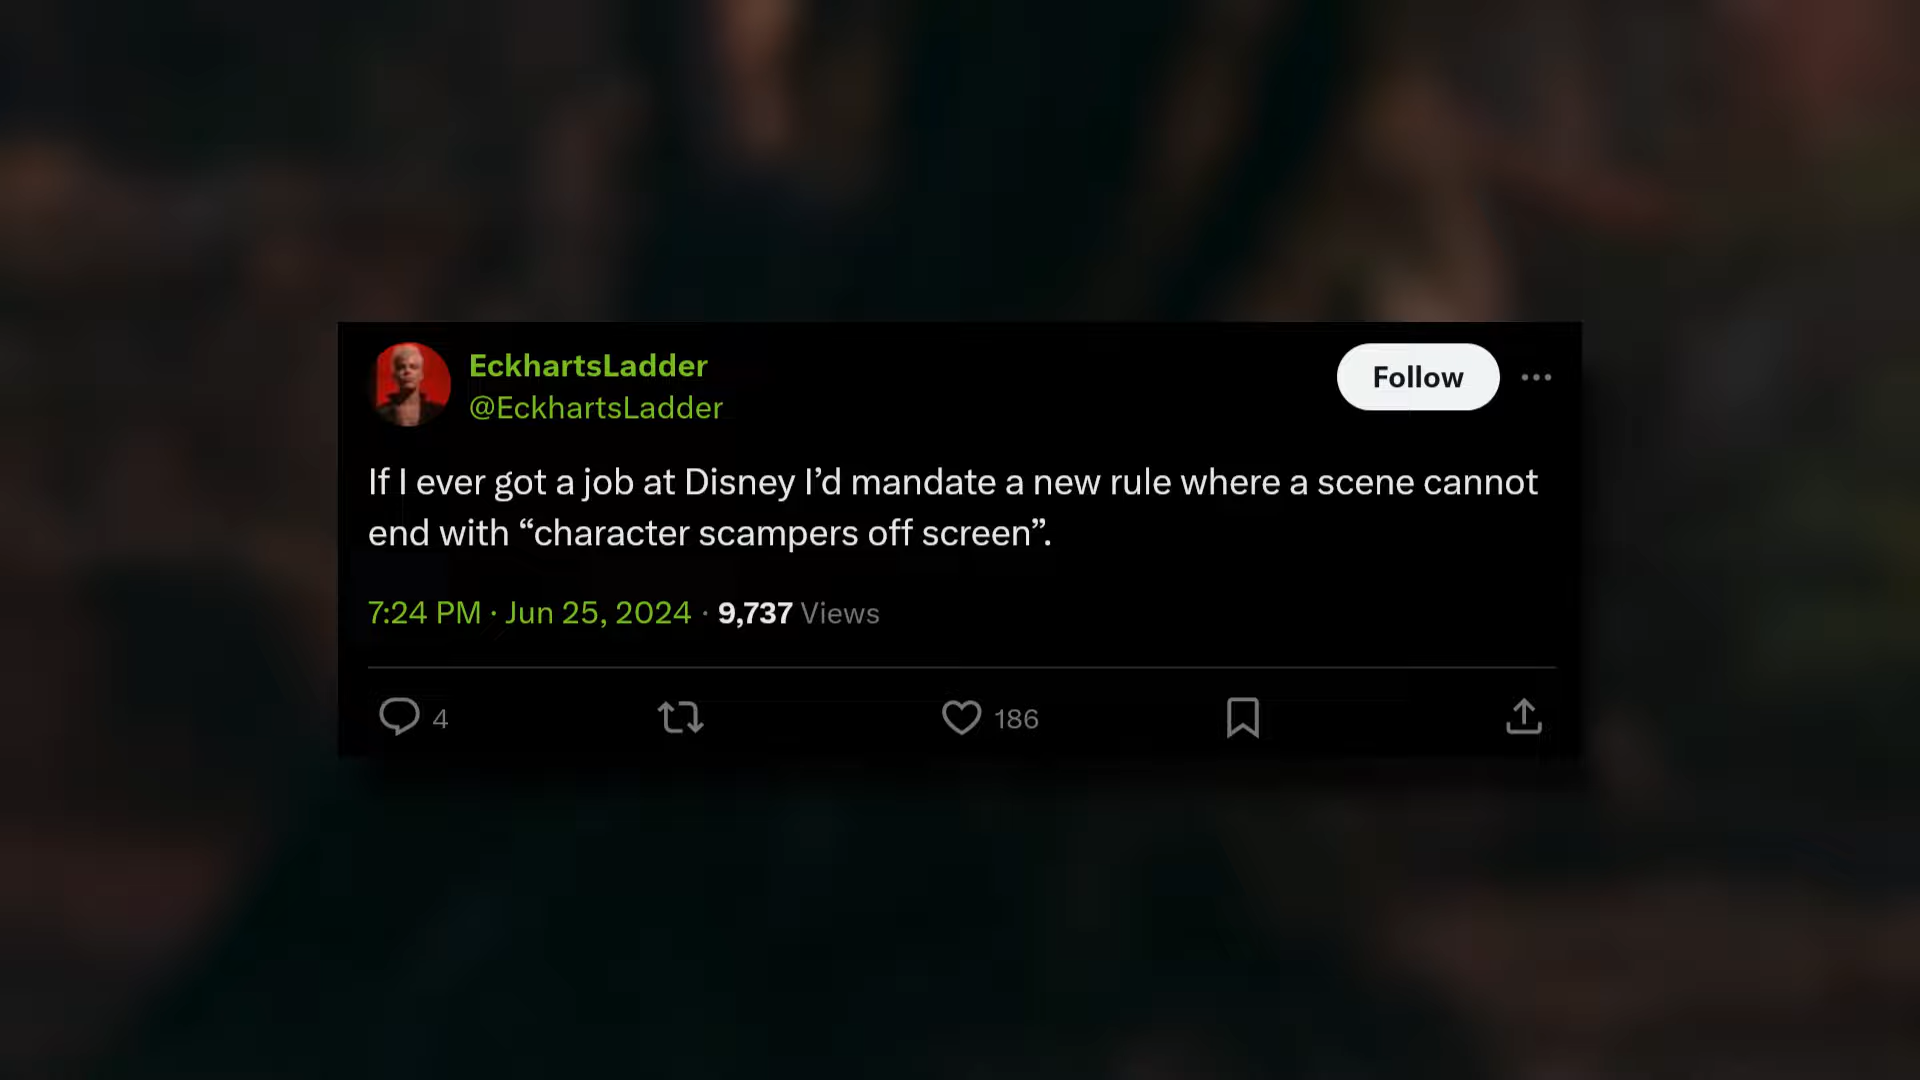 EckhartsLadder
@EckhartsLadder
Follow
If I ever got a job at Disney I’d mandate a new rule where a scene cannot
end with “character scampers off screen”.
7:24 PM · Jun 25, 2024 · 9,737 Views
4
186